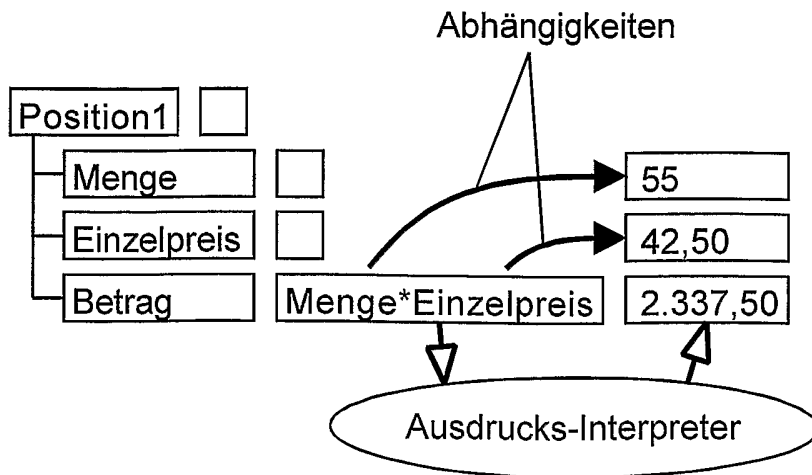 Abhängigkeiten
Position1
Menge 55
Einzelpreis 42,50
Betrag Menge*Einzelpreis 2.337,50
Ausdrucks-Interpreter